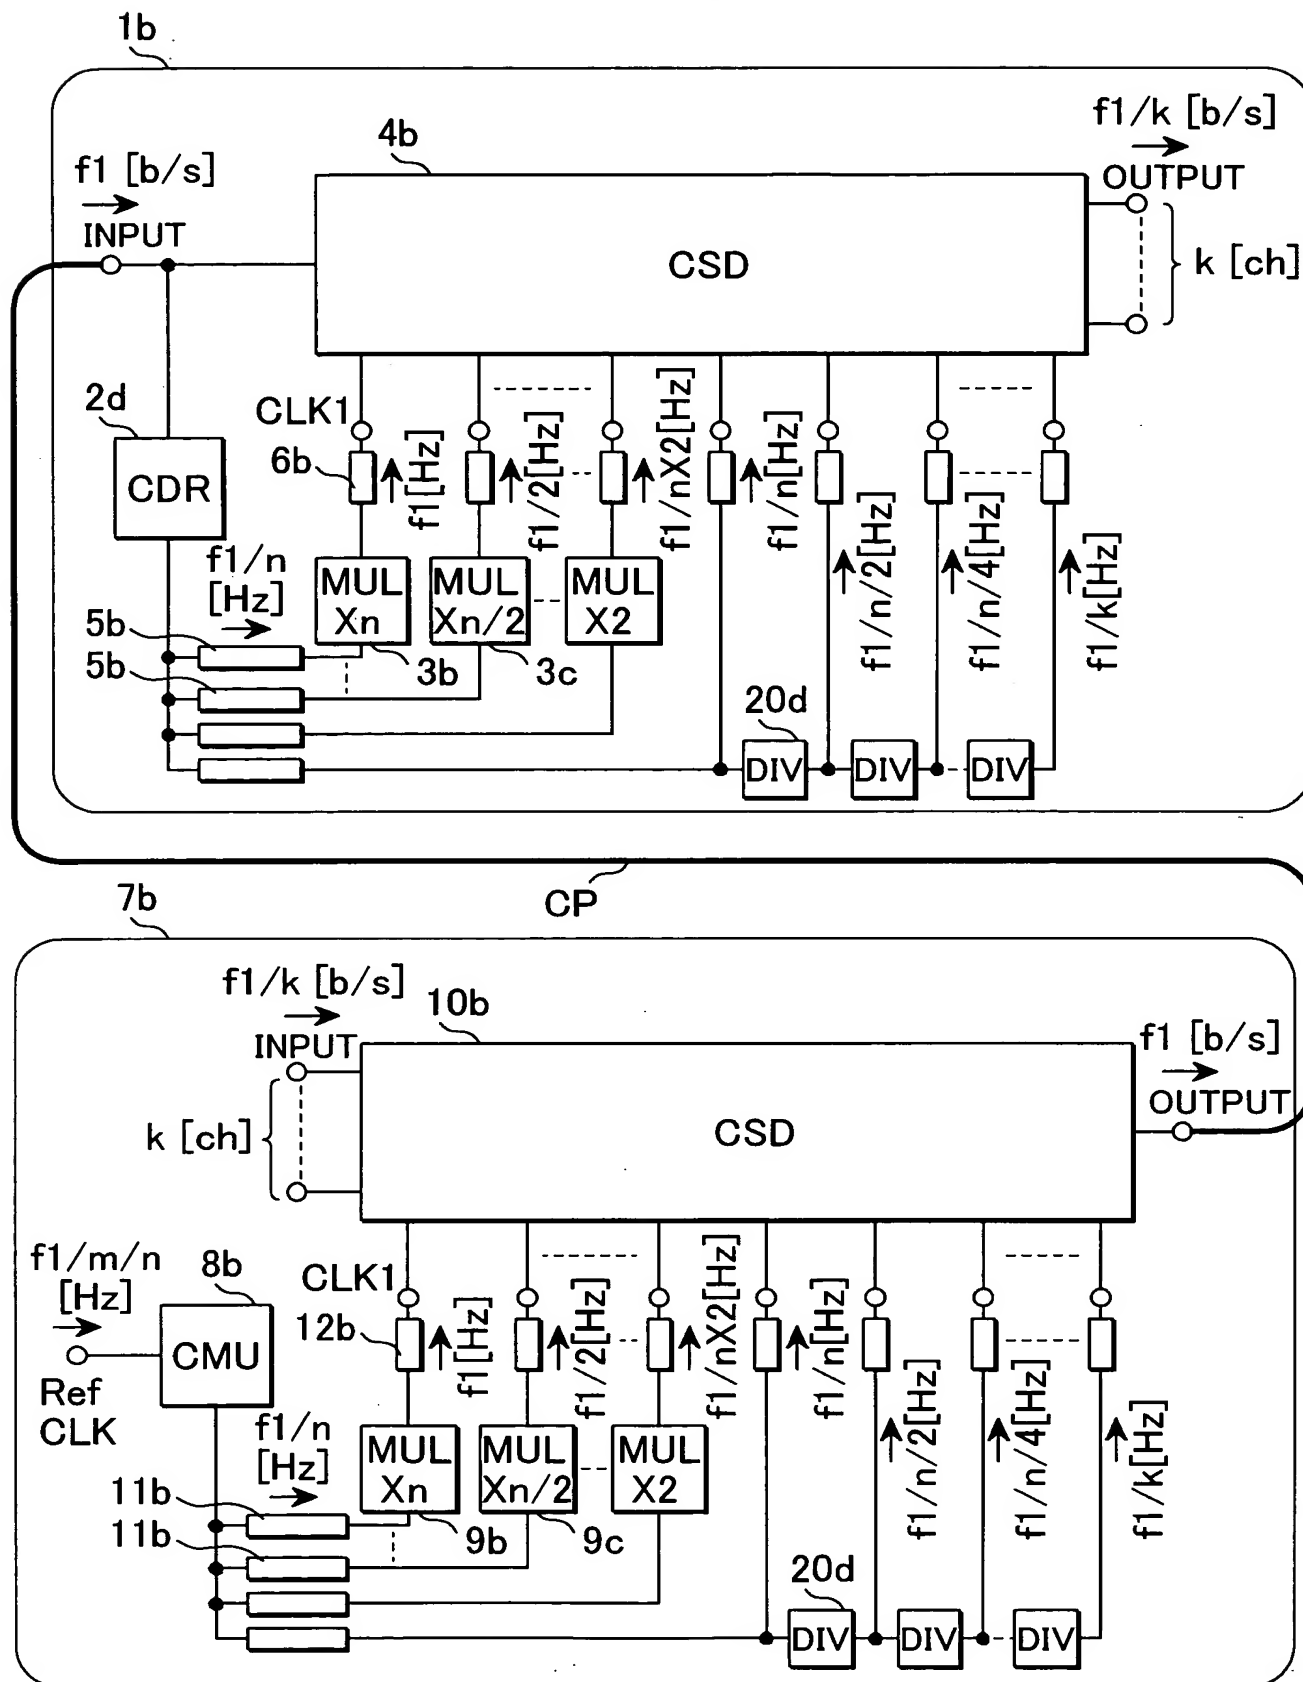 1b
f1/k [b/s]
4b
f1 [b/s]
OUTPUT
INPUT
CSD
k [ch]
2d
CLK1
6b
f1[Hz]
f1/2[Hz]
f1/nX2[Hz]
f1/n[Hz]
CDR
f1/n/2[Hz]
f1/n/4[Hz]
f1/k[Hz]
f1/n
[Hz]
MUL
Xn
MUL
Xn/2
MUL
X2
5b
5b
3b
3c
20d
DIV
DIV
DIV
CP
7b
f1/k [b/s]
10b
INPUT
f1 [b/s]
OUTPUT
k [ch]
CSD
f1/m/n
[Hz]
8b
CLK1
12b
f1[Hz]
f1/2[Hz]
f1/nX2[Hz]
f1/n[Hz]
CMU
Ref
CLK
f1/n/2[Hz]
f1/n/4[Hz]
f1/k[Hz]
f1/n
[Hz]
MUL
Xn
MUL
Xn/2
MUL
X2
11b
11b
9b
9c
20d
DIV
DIV
DIV